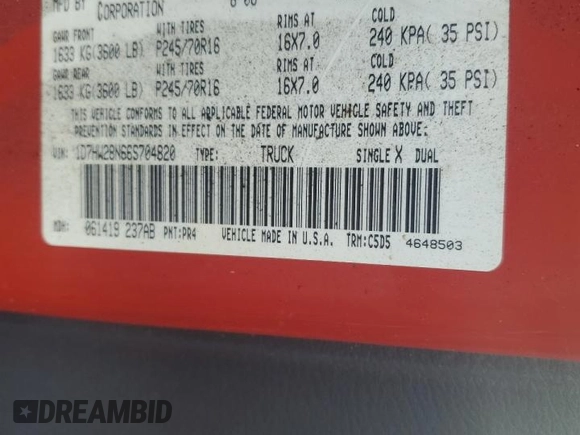 MFD BY CORPORATION
GAWR FRONT WITH TIRES RIMS AT COLD
1633 KG(3600 LB) P245/70R16 16X7.0 240 KPA( 35 PSI)
GAWR REAR WITH TIRES RIMS AT COLD
1633 KG(3600 LB) P245/70R16 16X7.0 240 KPA( 35 PSI)
THIS VEHICLE CONFORMS TO ALL APPLICABLE FEDERAL MOTOR VEHICLE SAFETY AND THEFT
PREVENTION STANDARDS IN EFFECT ON THE DATE OF MANUFACTURE SHOWN ABOVE.
VIN: 1D7HW28N66S704820 TYPE: TRUCK SINGLE X DUAL
MDH: 061419 237AB PNT:PR4 VEHICLE MADE IN U.S.A. TRM:C5D5 4648503
DREAMBID